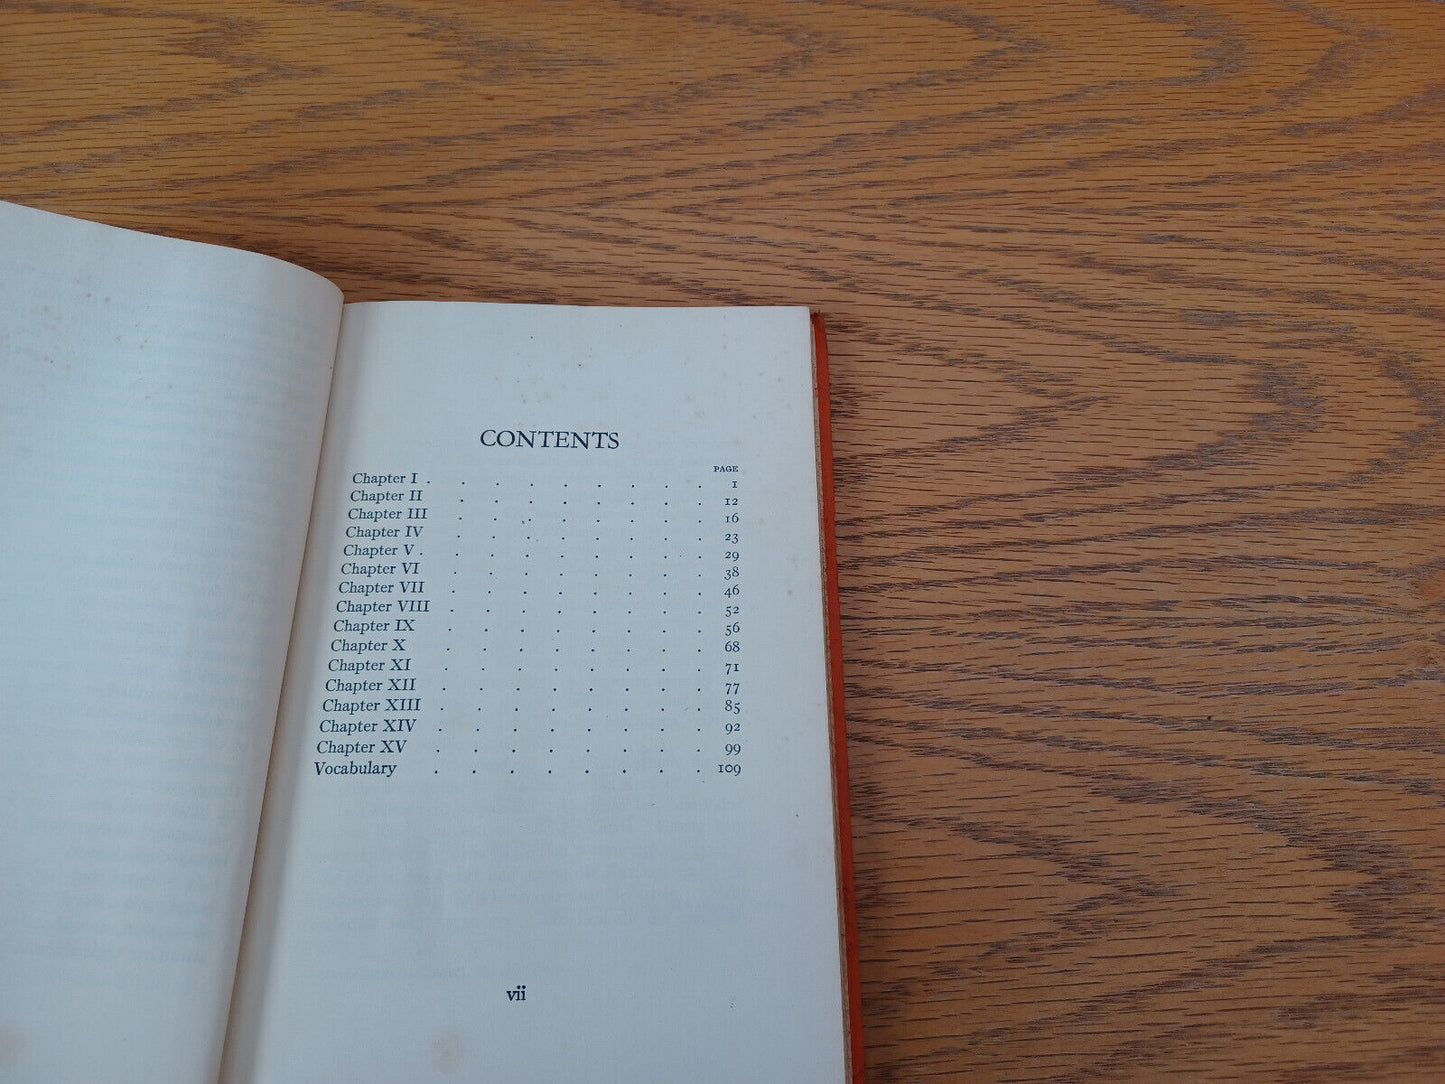 CONTENTS
PAGE
Chapter I . . . . . . . . . 1
Chapter II . . . . . . . . 12
Chapter III . . . . . . . . 16
Chapter IV . . . . . . . . 23
Chapter V . . . . . . . . . 29
Chapter VI . . . . . . . . 38
Chapter VII . . . . . . . . 46
Chapter VIII . . . . . . . . 52
Chapter IX . . . . . . . . 56
Chapter X . . . . . . . . 68
Chapter XI . . . . . . . . 71
Chapter XII . . . . . . . . 77
Chapter XIII . . . . . . . . 85
Chapter XIV . . . . . . . . 92
Chapter XV . . . . . . . . 99
Vocabulary . . . . . . . . 109
vii